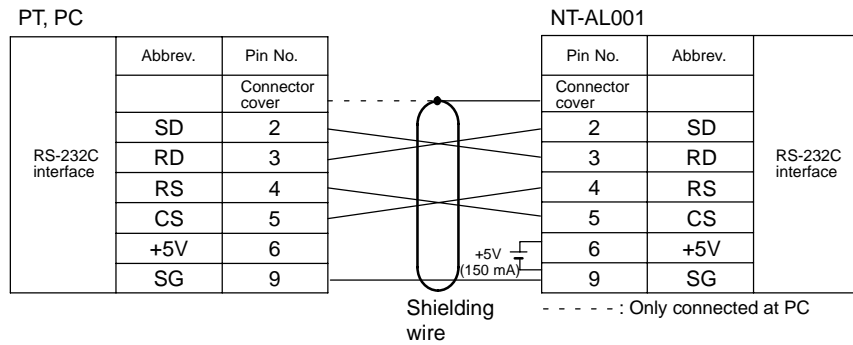 PT, PC
NT-AL001
Abbrev. Pin No.
Pin No. Abbrev.
Connector
cover
Connector
cover
SD 2
2 SD
RD 3
3 RD
RS-232C
interface
RS-232C
interface
RS 4
4 RS
CS 5
5 CS
+5V 6
+5V
(150 mA)
6 +5V
SG 9
9 SG
Shielding
wire
- - - - - : Only connected at PC